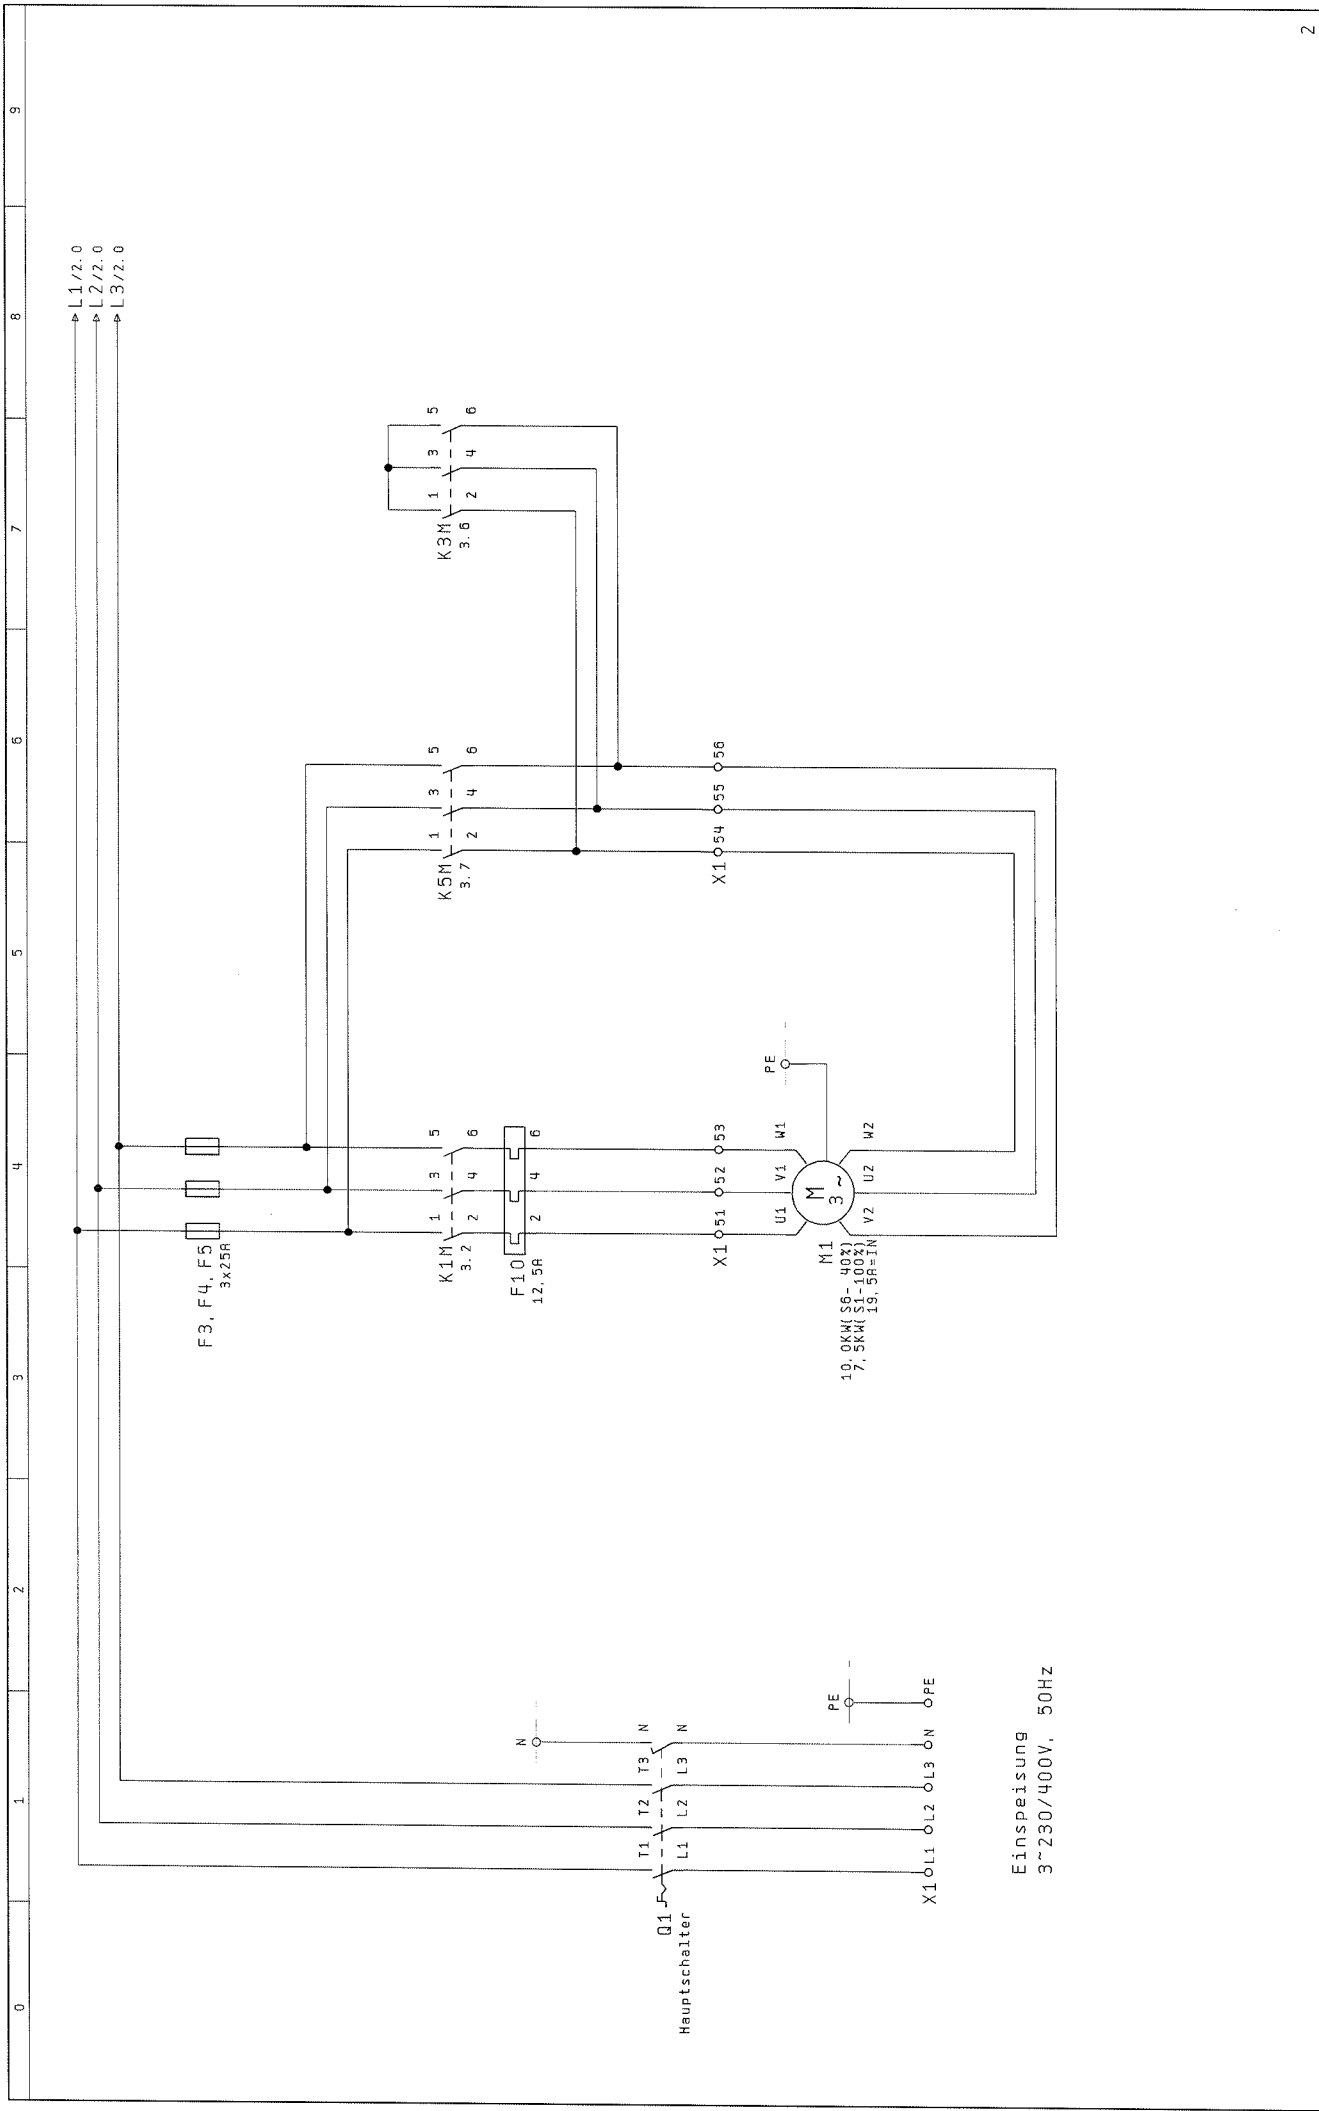 0 1 2 3 4 5 6 7 8 9
L1/2.0
L2/2.0
L3/2.0
F3, F4, F5
3x25A
K1M
3.2
1 3 5
2 4 6
K5M
3.7
1 3 5
2 4 6
K3M
3.6
1 3 5
2 4 6
F10
12,5A
2 4 6
N
Q1
Hauptschalter
T1 T2 T3 N
L1 L2 L3 N
X1 51 52 53
X1 54 55 56
PE
U1 V1 W1
M
3 ~
V2 U2 W2
M1
10,0KW(S6- 40%)
7,5KW(S1-100%)
19,5A=IN
PE
X1 L1 L2 L3 N PE
Einspeisung
3~230/400V, 50Hz
2